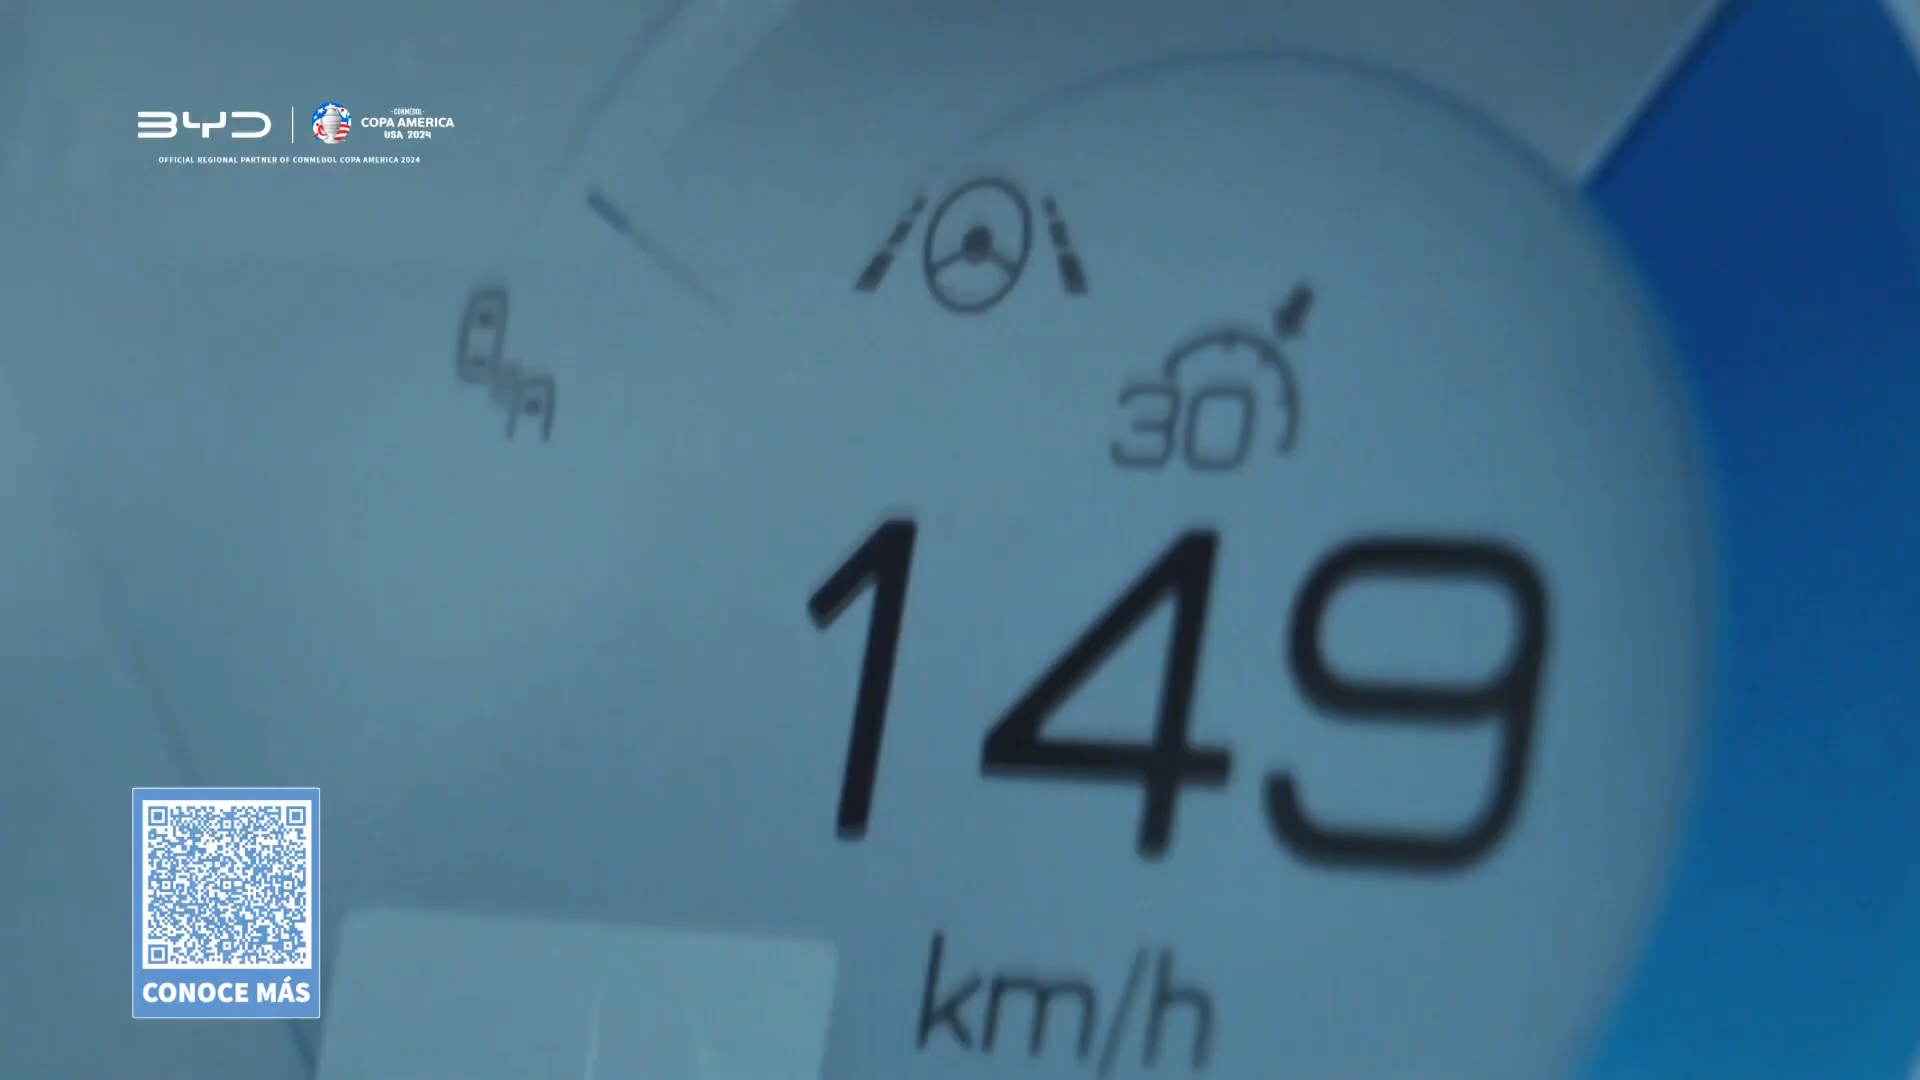 BYD
CONMEBOL
COPA AMERICA
USA 2024
OFFICIAL REGIONAL PARTNER OF CONMEBOL COPA AMERICA 2024
30
149
km/h
CONOCE MÁS